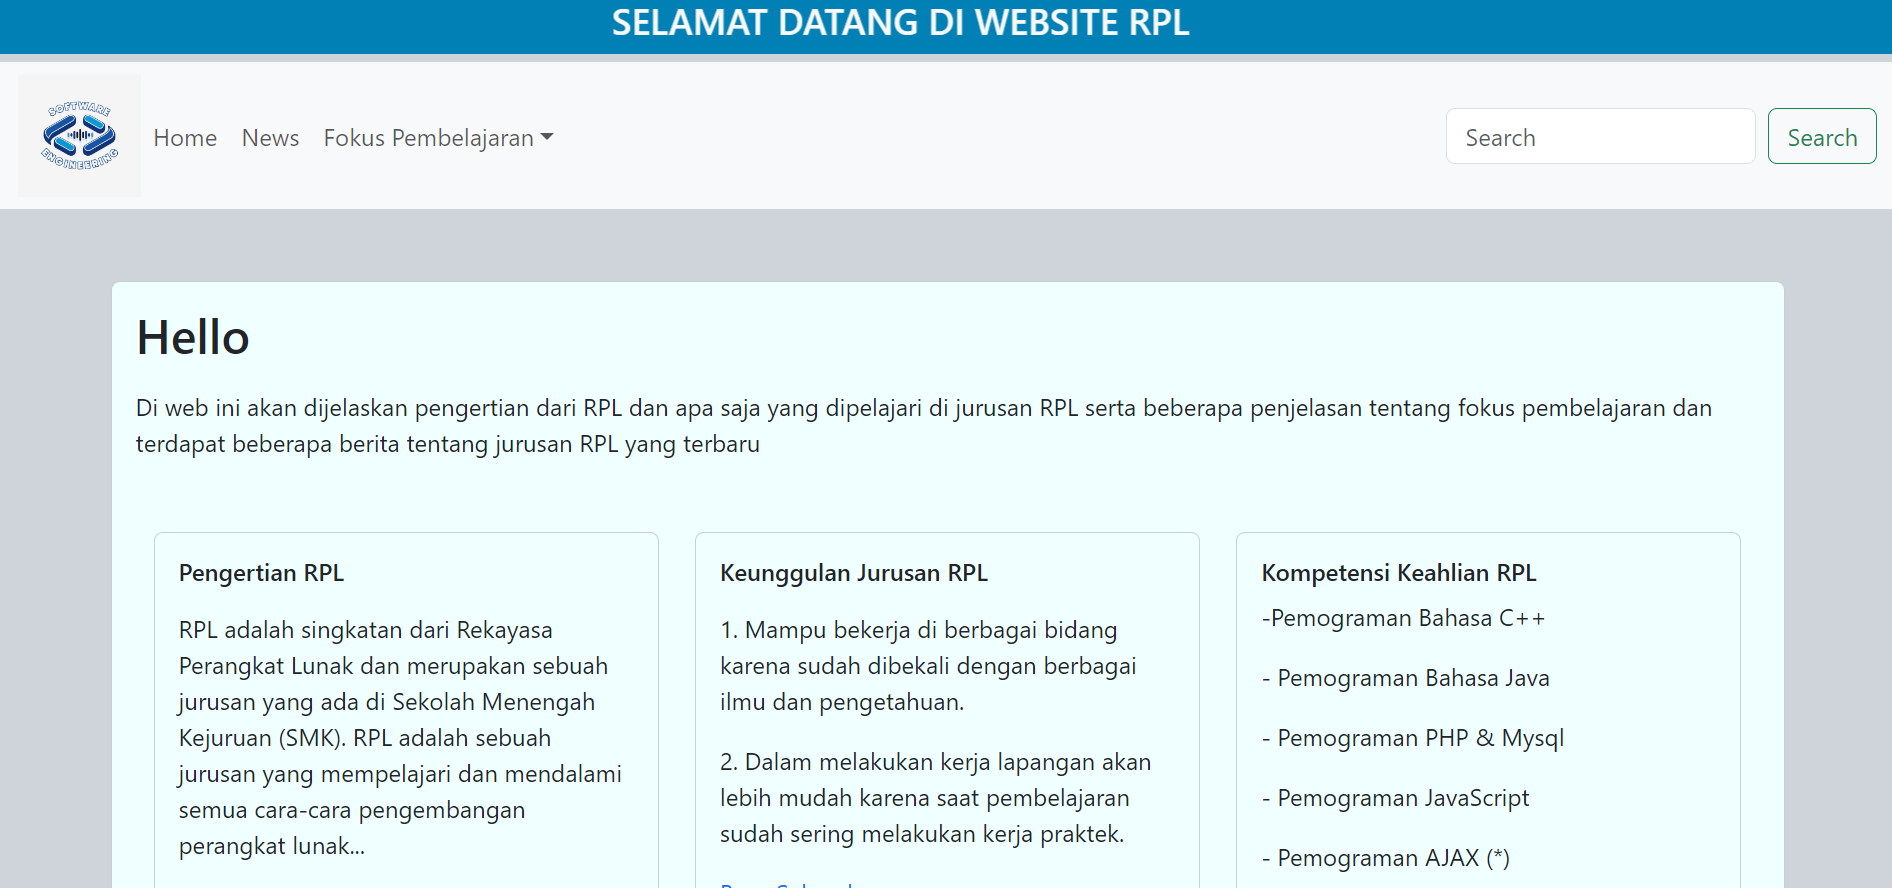 SELAMAT DATANG DI WEBSITE RPL
SOFTWARE
ENGINEERING
Home News Fokus Pembelajaran
Search Search
Hello
Di web ini akan dijelaskan pengertian dari RPL dan apa saja yang dipelajari di jurusan RPL serta beberapa penjelasan tentang fokus pembelajaran dan
terdapat beberapa berita tentang jurusan RPL yang terbaru
Pengertian RPL
RPL adalah singkatan dari Rekayasa
Perangkat Lunak dan merupakan sebuah
jurusan yang ada di Sekolah Menengah
Kejuruan (SMK). RPL adalah sebuah
jurusan yang mempelajari dan mendalami
semua cara-cara pengembangan
perangkat lunak...
Keunggulan Jurusan RPL
1. Mampu bekerja di berbagai bidang
karena sudah dibekali dengan berbagai
ilmu dan pengetahuan.
2. Dalam melakukan kerja lapangan akan
lebih mudah karena saat pembelajaran
sudah sering melakukan kerja praktek.
Kompetensi Keahlian RPL
-Pemograman Bahasa C++
- Pemograman Bahasa Java
- Pemograman PHP & Mysql
- Pemograman JavaScript
- Pemograman AJAX (*)